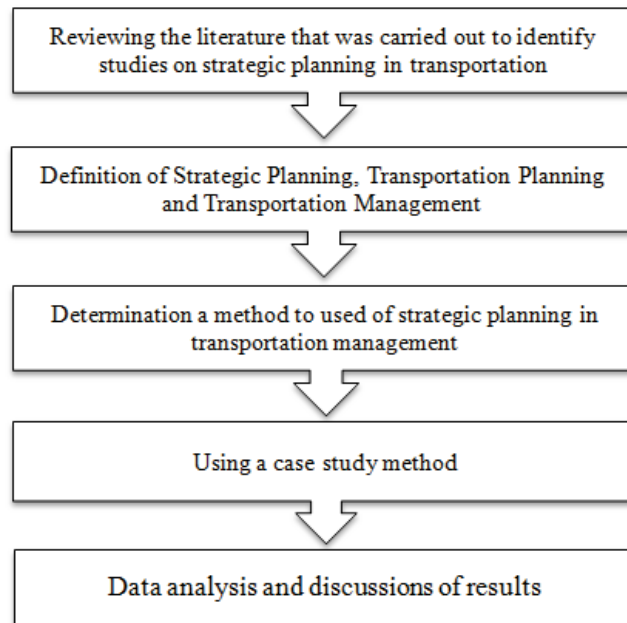 Reviewing the literature that was carried out to identify
studies on strategic planning in transportation
Definition of Strategic Planning, Transportation Planning
and Transportation Management
Determination a method to used of strategic planning in
transportation management
Using a case study method
Data analysis and discussions of results